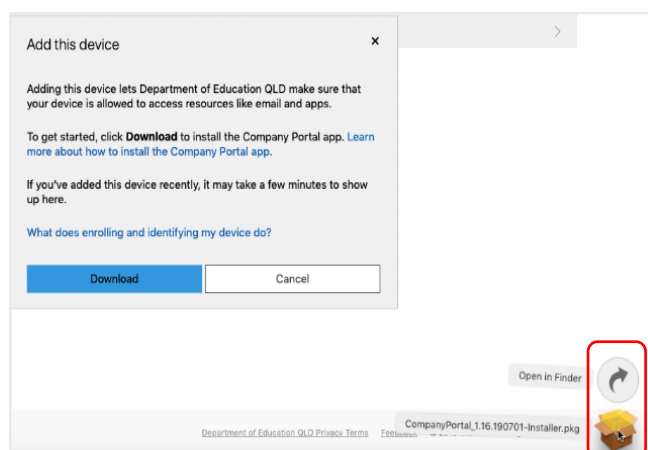 Add this device
Adding this device lets Department of Education QLD make sure that
your device is allowed to access resources like email and apps.
To get started, click Download to install the Company Portal app. Learn
more about how to install the Company Portal app.
If you've added this device recently, it may take a few minutes to show
up here.
What does enrolling and identifying my device do?
Download Cancel
Open in Finder
CompanyPortal_1.16.190701-Installer.pkg
Department of Education QLD Privacy Terms